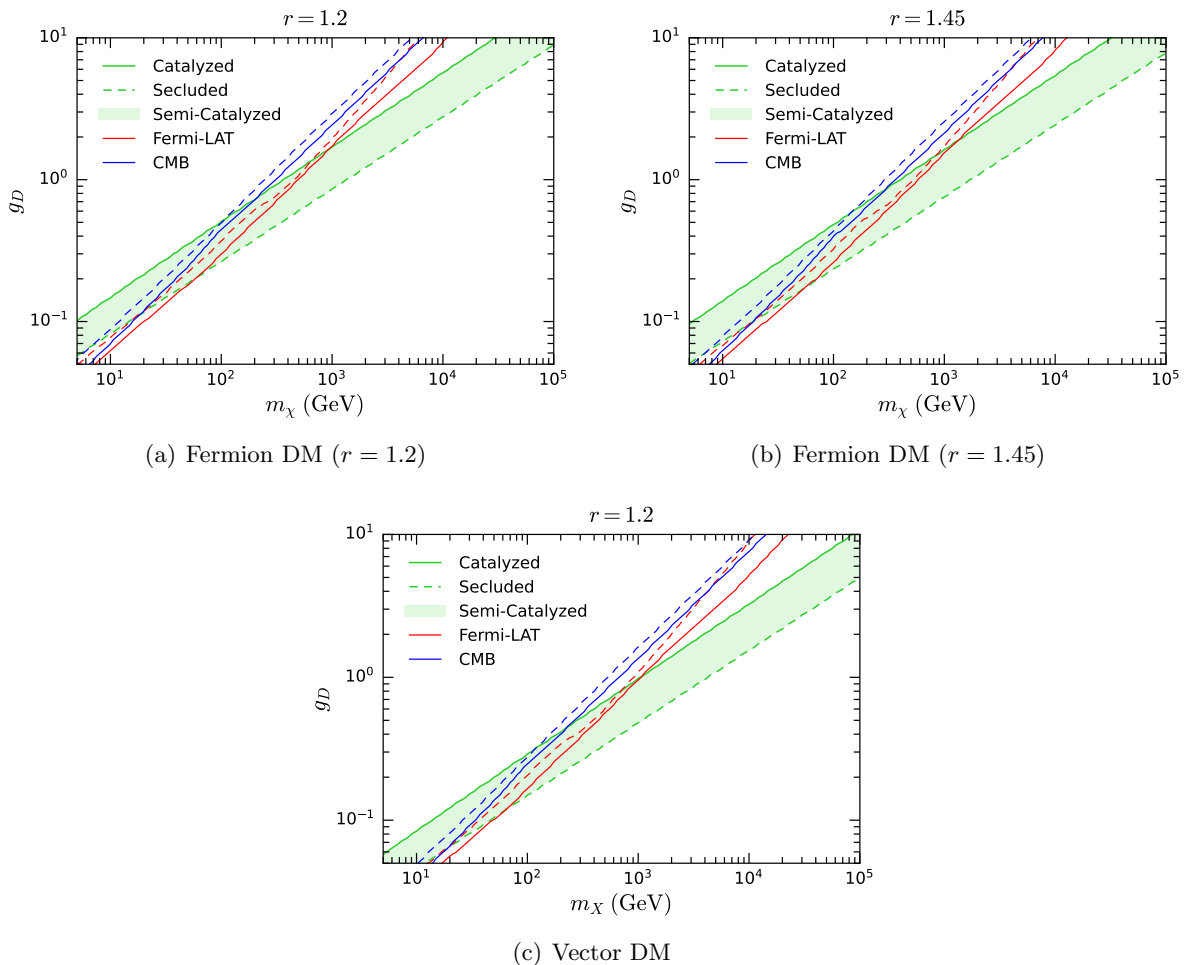 r = 1.2
10^1
10^0
10^−1
g_D
Catalyzed
Secluded
Semi-Catalyzed
Fermi-LAT
CMB
10^1 10^2 10^3 10^4 10^5
m_χ (GeV)
(a) Fermion DM (r = 1.2)
r = 1.45
10^1
10^0
10^−1
g_D
Catalyzed
Secluded
Semi-Catalyzed
Fermi-LAT
CMB
10^1 10^2 10^3 10^4 10^5
m_χ (GeV)
(b) Fermion DM (r = 1.45)
r = 1.2
10^1
10^0
10^−1
g_D
Catalyzed
Secluded
Semi-Catalyzed
Fermi-LAT
CMB
10^1 10^2 10^3 10^4 10^5
m_X (GeV)
(c) Vector DM